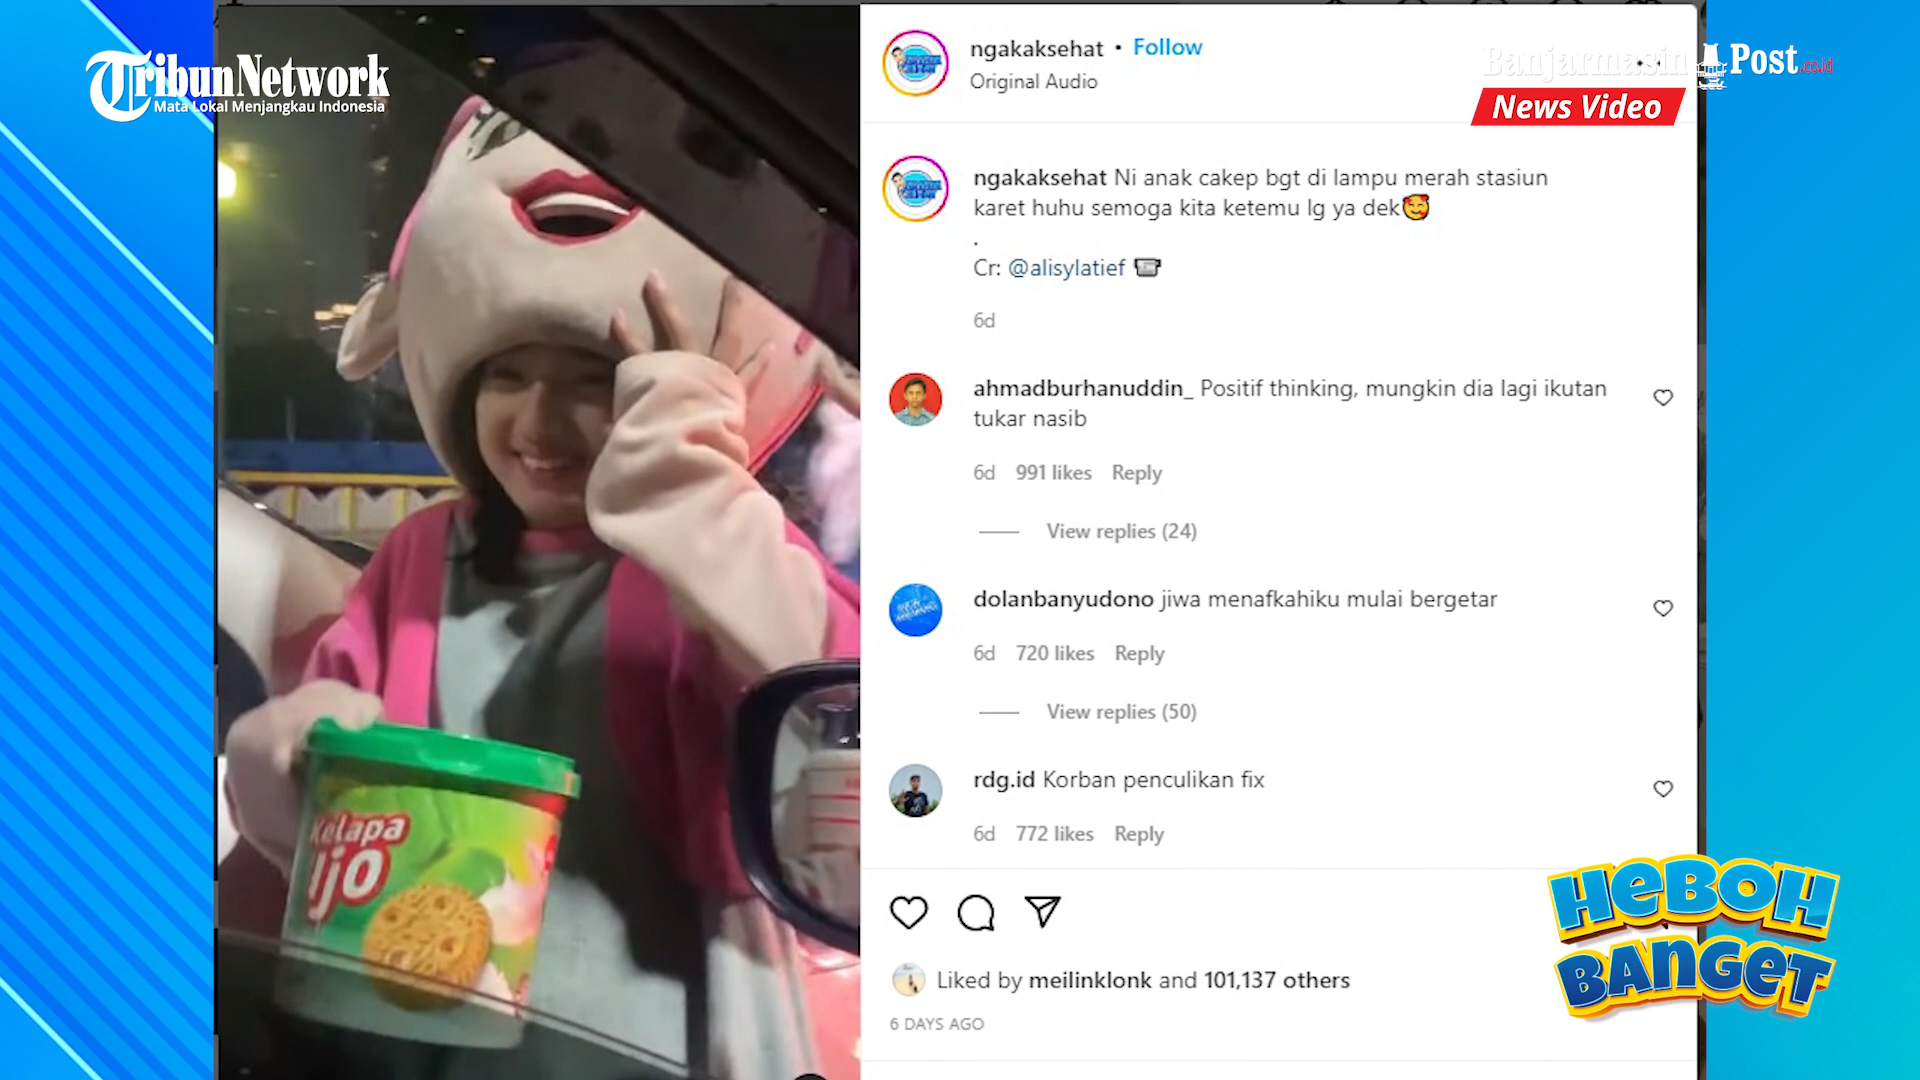 TribunNetwork
Mata Lokal Menjangkau Indonesia
ngakaksehat • Follow
Original Audio
Banjarmasin Post.co.id
News Video
ngakaksehat Ni anak cakep bgt di lampu merah stasiun
karet huhu semoga kita ketemu lg ya dek🥰
.
Cr: @alisylatief
6d
ahmadburhanuddin_ Positif thinking, mungkin dia lagi ikutan
tukar nasib
6d 991 likes Reply
View replies (24)
dolanbanyudono jiwa menafkahiku mulai bergetar
6d 720 likes Reply
View replies (50)
rdg.id Korban penculikan fix
6d 772 likes Reply
Liked by meilinklonk and 101,137 others
6 DAYS AGO
HEBOH
BANGET
Kelapa
Ijo